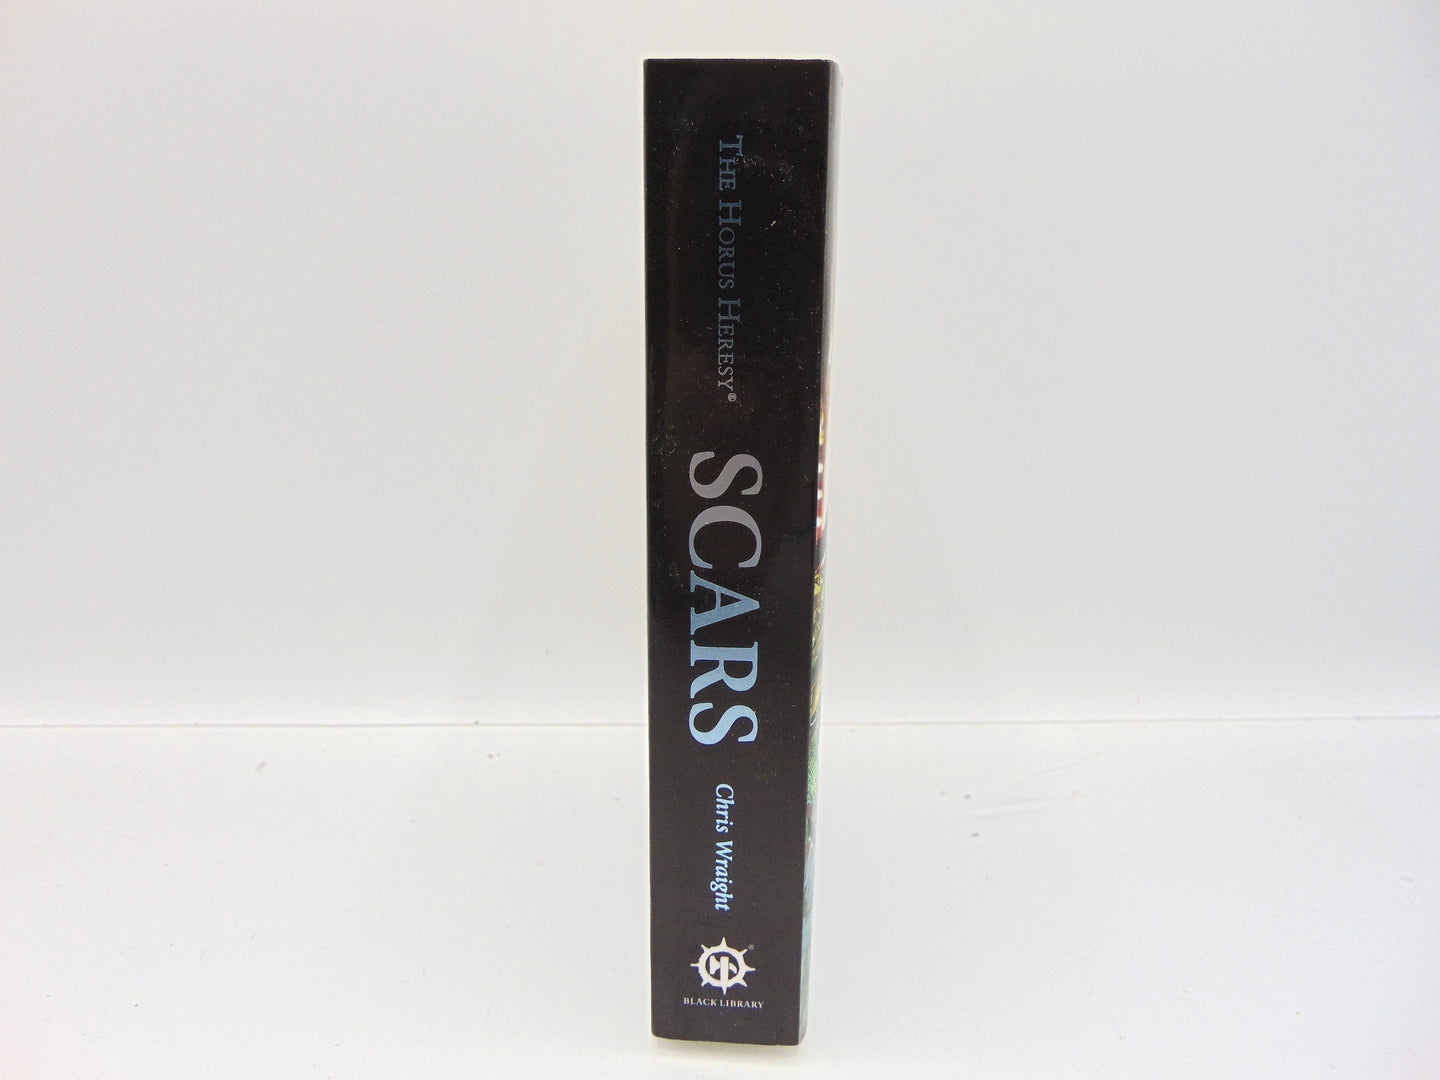 THE HORUS HERESY®
SCARS
Chris Wraight
®
BLACK LIBRARY